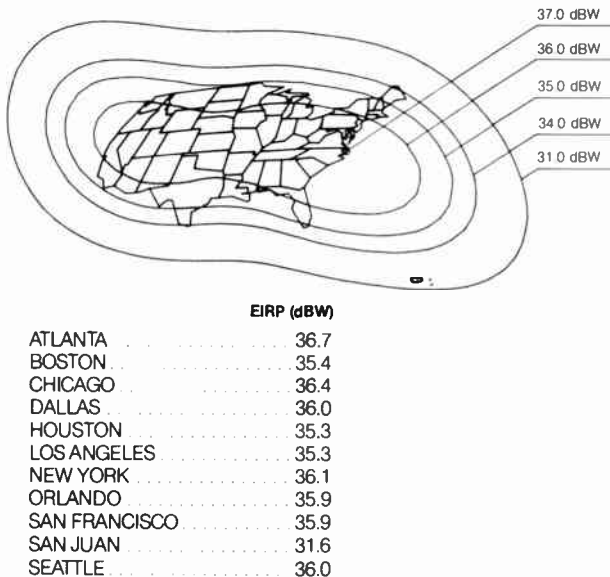 37.0 dBW
36.0 dBW
35.0 dBW
34.0 dBW
31.0 dBW
EIRP (dBW)
ATLANTA 36.7
BOSTON 35.4
CHICAGO 36.4
DALLAS 36.0
HOUSTON 35.3
LOS ANGELES 35.3
NEW YORK 36.1
ORLANDO 35.9
SAN FRANCISCO 35.9
SAN JUAN 31.6
SEATTLE 36.0